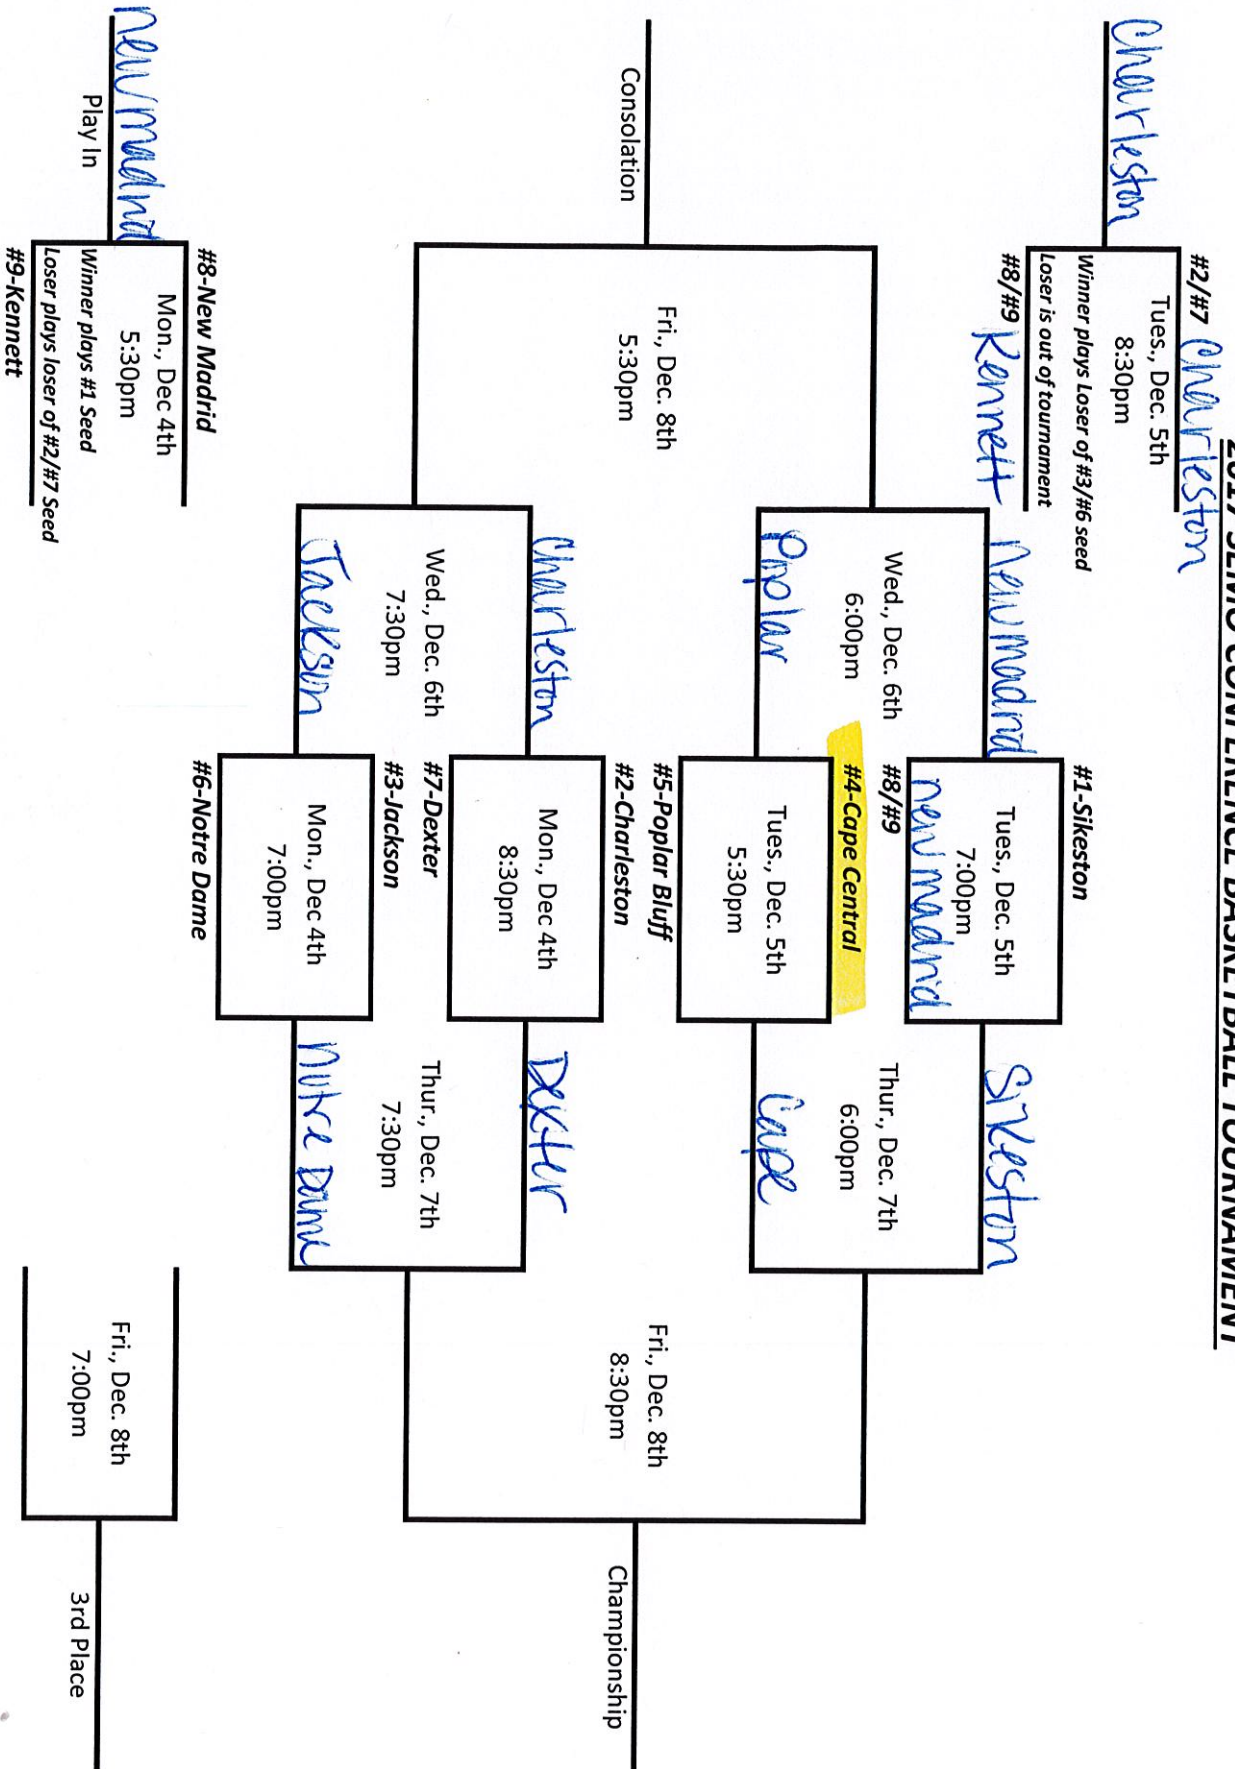 2017 SEMO CONFERENCE BASKETBALL TOURNAMENT
#2/#7 Charleston
Tues., Dec. 5th
8:30pm
Charleston
Winner plays Loser of #3/#6 seed
Loser is out of tournament
#8/#9 Kennett
#1-Sikeston
Tues., Dec. 5th
7:00pm
New Madrid
#8/#9
New Madrid
Sikeston
Wed., Dec. 6th
6:00pm
Thur., Dec. 7th
6:00pm
#4-Cape Central
Tues., Dec. 5th
5:30pm
#5-Poplar Bluff
Poplar
Cape
Fri., Dec. 8th
5:30pm
Consolation
Fri., Dec. 8th
8:30pm
Championship
#2-Charleston
Mon., Dec 4th
8:30pm
#7-Dexter
Charleston
Dexter
Wed., Dec. 6th
7:30pm
Thur., Dec. 7th
7:30pm
#3-Jackson
Mon., Dec 4th
7:00pm
#6-Notre Dame
Jackson
Notre Dame
#8-New Madrid
Mon., Dec 4th
5:30pm
New Madrid
Play In
Winner plays #1 Seed
Loser plays loser of #2/#7 Seed
#9-Kennett
Fri., Dec. 8th
7:00pm
3rd Place